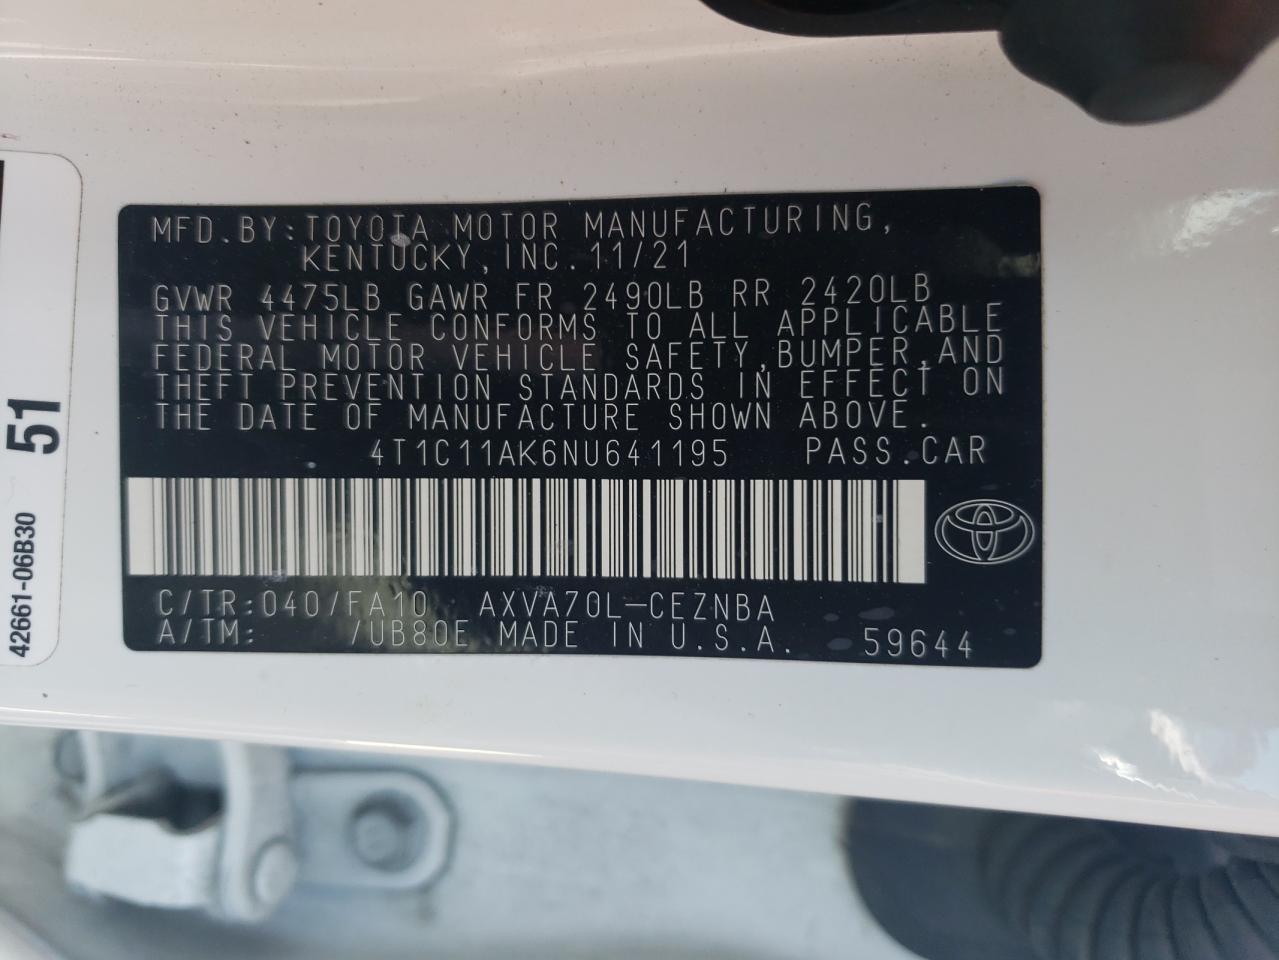 MFD.BY:TOYOTA MOTOR MANUFACTURING,
KENTUCKY,INC. 11/21
GVWR 4475LB GAWR FR 2490LB RR 2420LB
THIS VEHICLE CONFORMS TO ALL APPLICABLE
FEDERAL MOTOR VEHICLE SAFETY,BUMPER,AND
THEFT PREVENTION STANDARDS IN EFFECT ON
THE DATE OF MANUFACTURE SHOWN ABOVE.
4T1C11AK6NU641195 PASS.CAR
C/TR:040/FA10 AXVA70L-CEZNBA
A/TM: /UB80E MADE IN U.S.A. 59644
51
42661-06B30